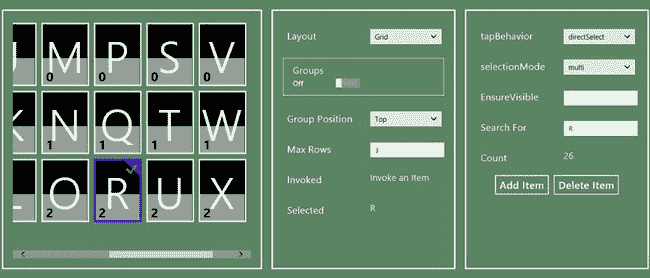 J M P S V
0 0 0 0
K N Q T W
1 1 1 1
L O R U X
2 2 2 2
Layout Grid
Groups
Off
Group Position Top
Max Rows 3
Invoked Invoke an Item
Selected R
tapBehavior directSelect
selectionMode multi
EnsureVisible
Search For R
Count 26
Add Item Delete Item